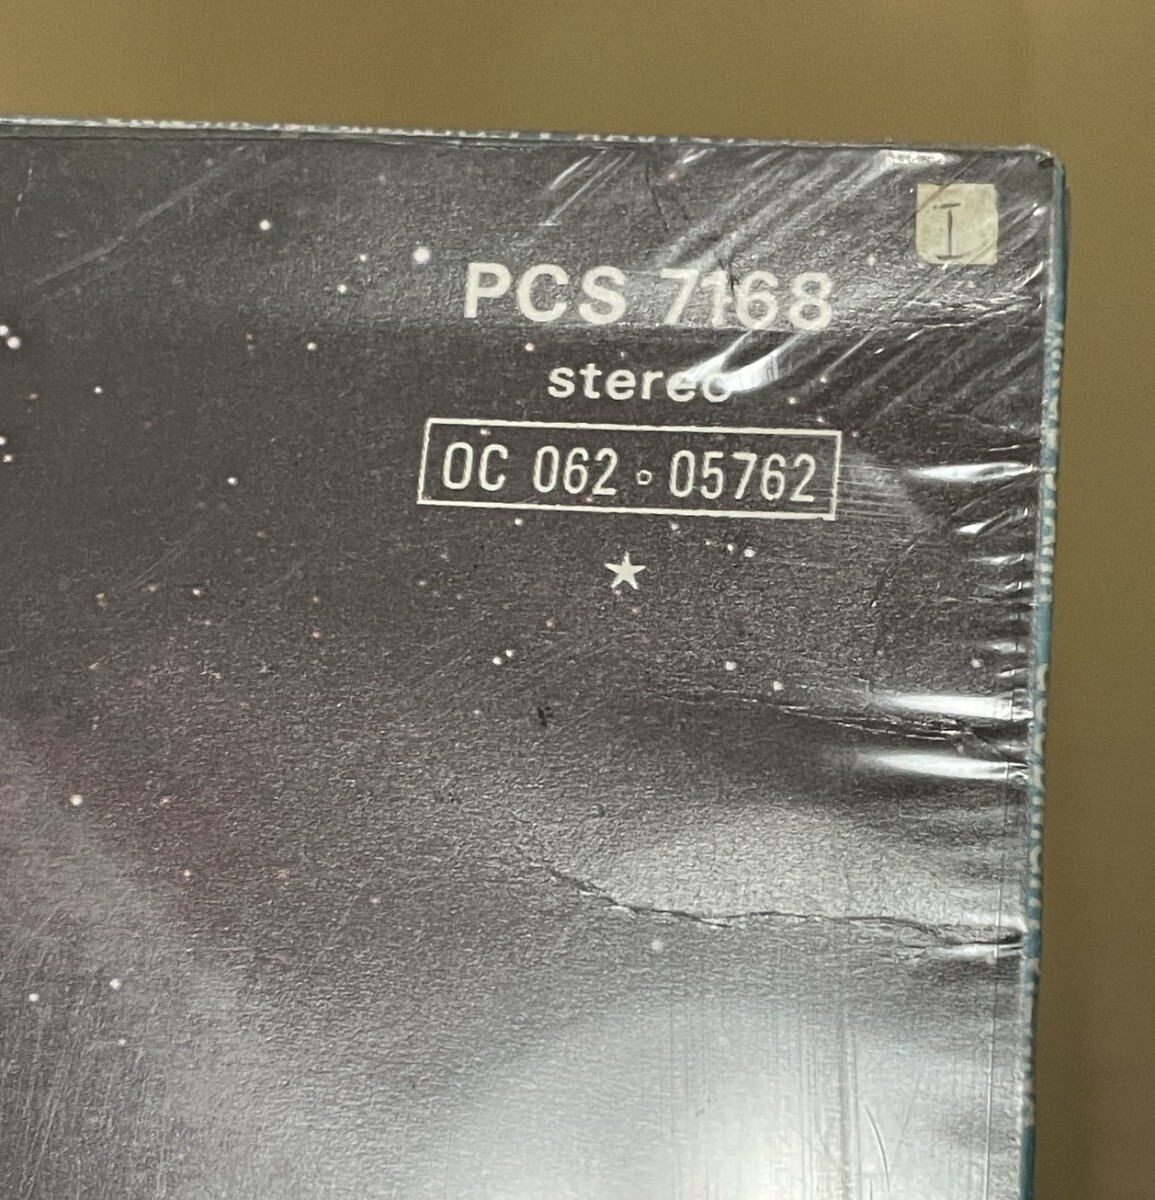 I
PCS 7168
stereo
OC 062 · 05762